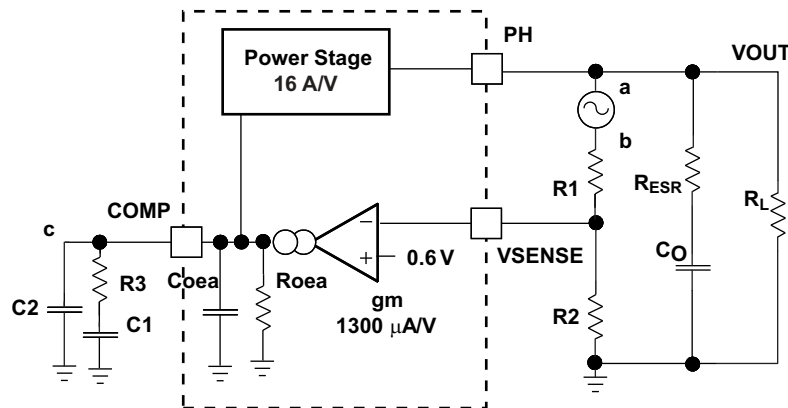 PH
VOUT
Power Stage
16 A/V
a
b
R1
RESR
RL
COMP
c
VSENSE
0.6 V
CO
Coea
Roea
R3
C2
C1
gm
1300 μA/V
R2
−
+